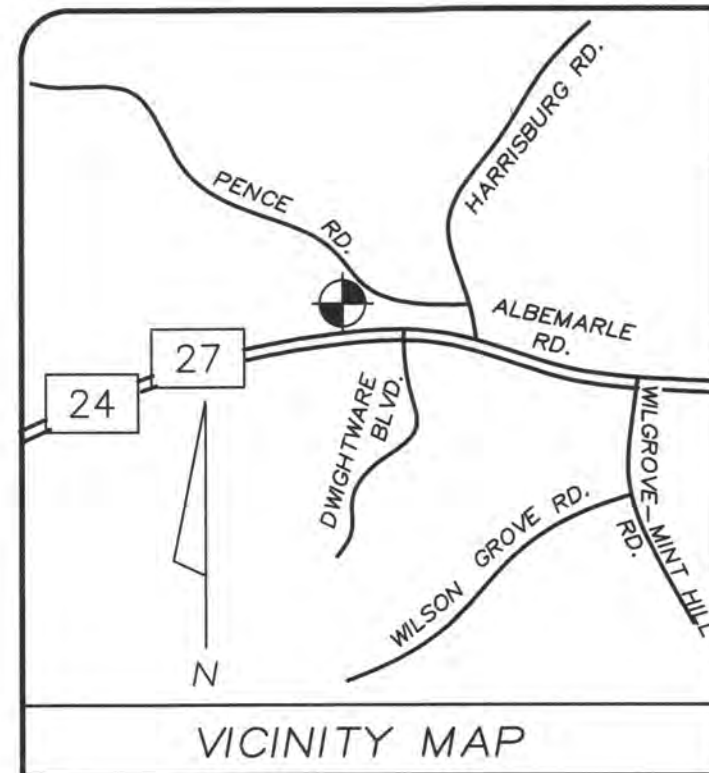 HARRISBURG RD.
PENCE
RD.
ALBEMARLE
RD.
27
24
DWIGHTWARE
BLVD.
WILGROVE-MINT HILL
RD.
WILSON GROVE RD.
N
VICINITY MAP